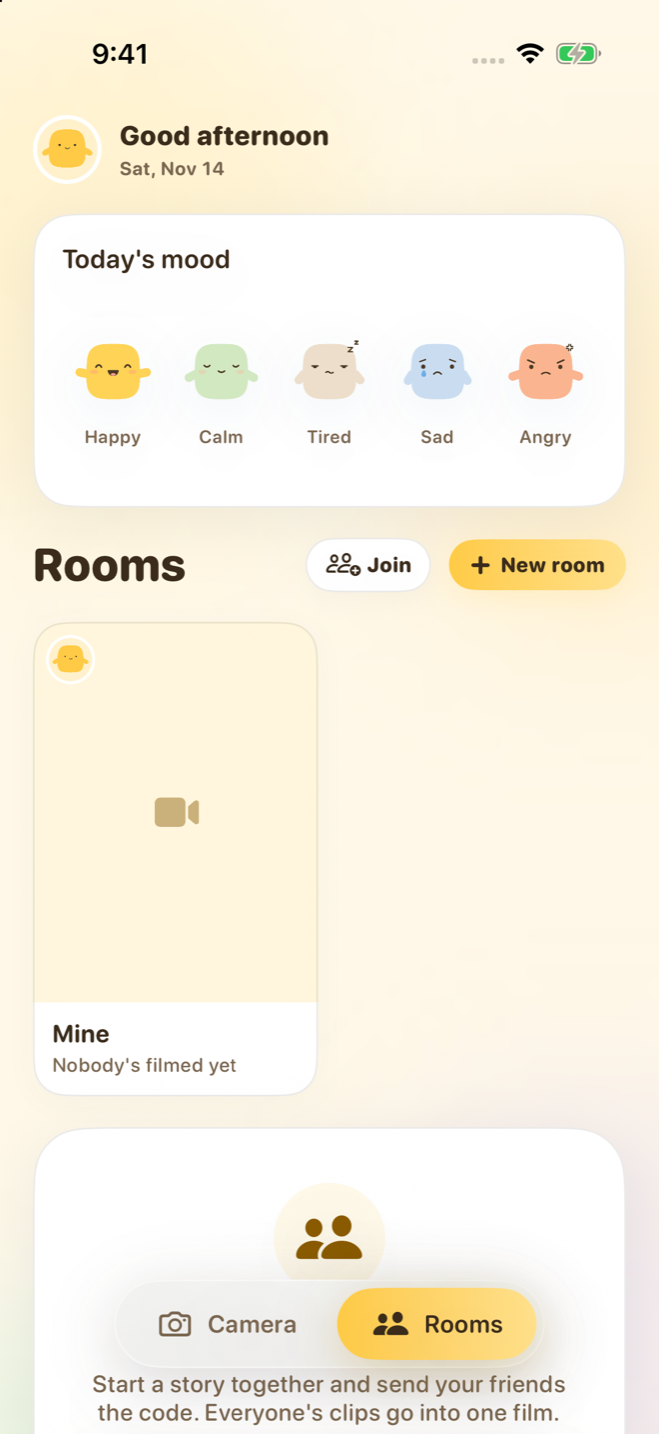 9:41
Good afternoon
Sat, Nov 14
Today's mood
z z
Happy
Calm
Tired
Sad
Angry
Rooms
Join
New room
Mine
Nobody's filmed yet
Camera
Rooms
Start a story together and send your friends
the code. Everyone's clips go into one film.